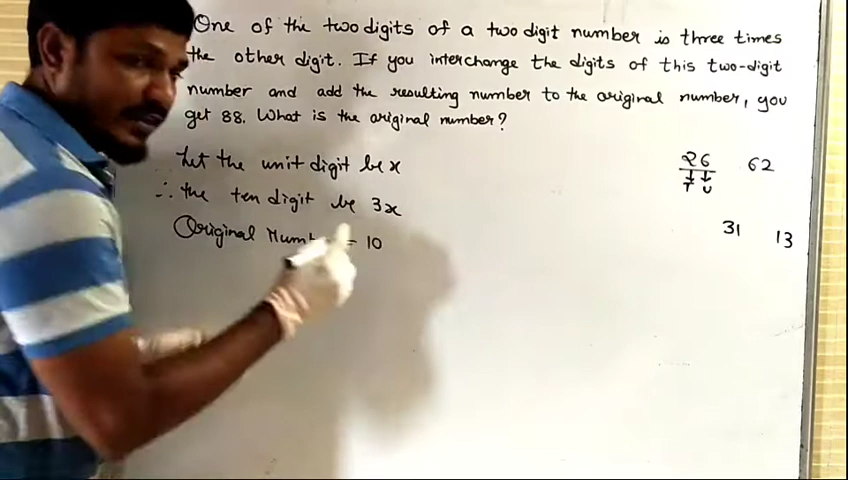 One of the two digits of a two digit number is three times
the other digit. If you interchange the digits of this two-digit
number and add the resulting number to the original number, you
get 88. What is the original number?
Let the unit digit be x
∴ the ten digit be 3x
Original = 10
26 62
T U
31 13